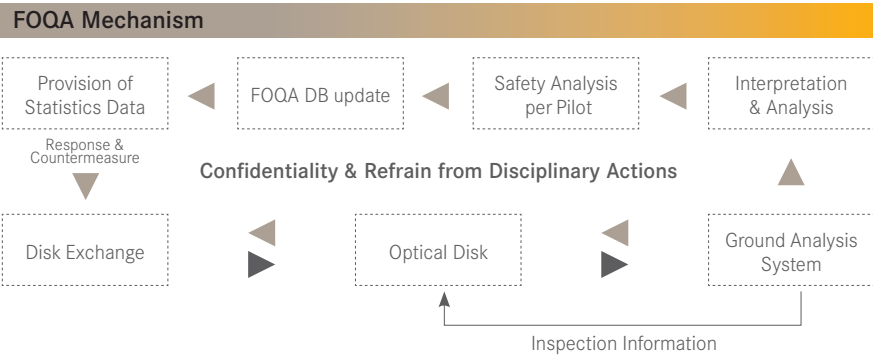 FOQA Mechanism
Provision of
Statistics Data
FOQA DB update
Safety Analysis
per Pilot
Interpretation
& Analysis
Response &
Countermeasure
Confidentiality & Refrain from Disciplinary Actions
Disk Exchange
Optical Disk
Ground Analysis
System
Inspection Information